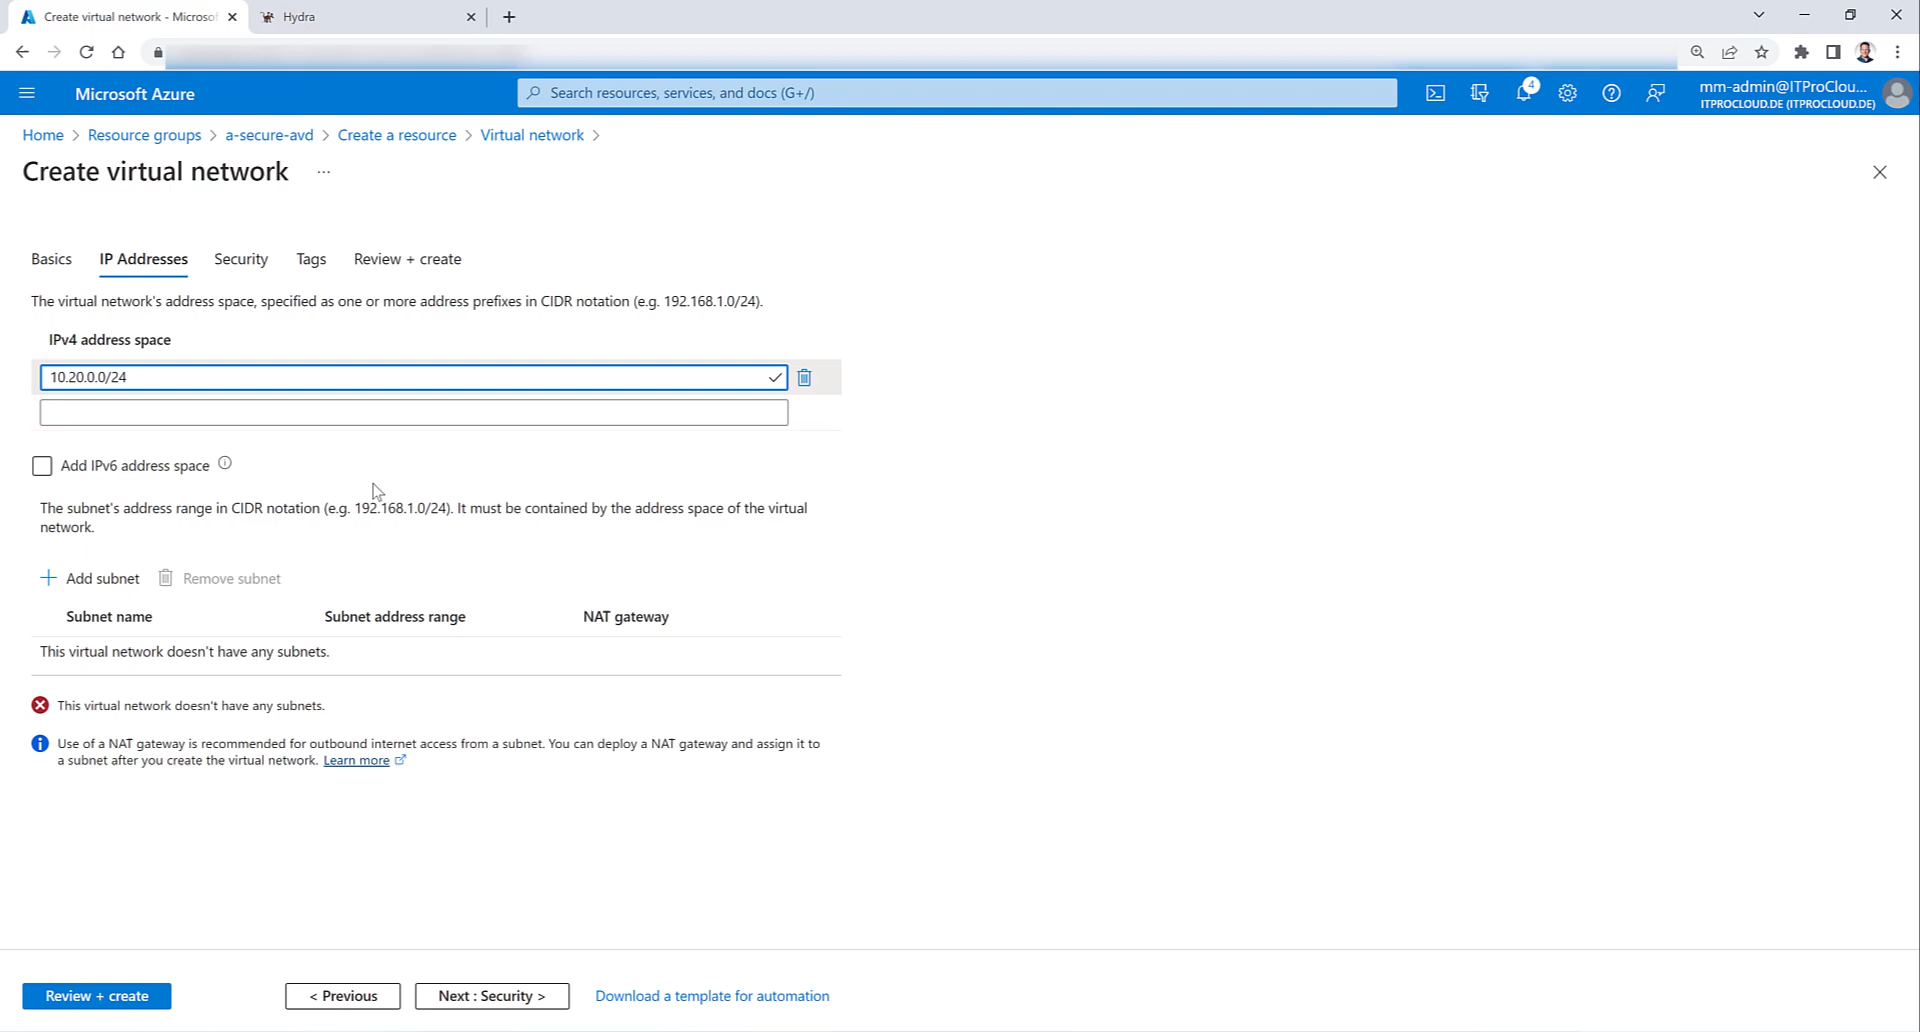 Create virtual network - Microsof
Hydra
Microsoft Azure
Search resources, services, and docs (G+/)
4
mm-admin@ITProClou...
ITPROCLOUD.DE (ITPROCLOUD.DE)
Home > Resource groups > a-secure-avd > Create a resource > Virtual network >
Create virtual network ...
Basics IP Addresses Security Tags Review + create
The virtual network's address space, specified as one or more address prefixes in CIDR notation (e.g. 192.168.1.0/24).
IPv4 address space
10.20.0.0/24
Add IPv6 address space
The subnet's address range in CIDR notation (e.g. 192.168.1.0/24). It must be contained by the address space of the virtual
network.
+ Add subnet Remove subnet
Subnet name Subnet address range NAT gateway
This virtual network doesn't have any subnets.
This virtual network doesn't have any subnets.
Use of a NAT gateway is recommended for outbound internet access from a subnet. You can deploy a NAT gateway and assign it to
a subnet after you create the virtual network. Learn more
Review + create < Previous Next : Security > Download a template for automation